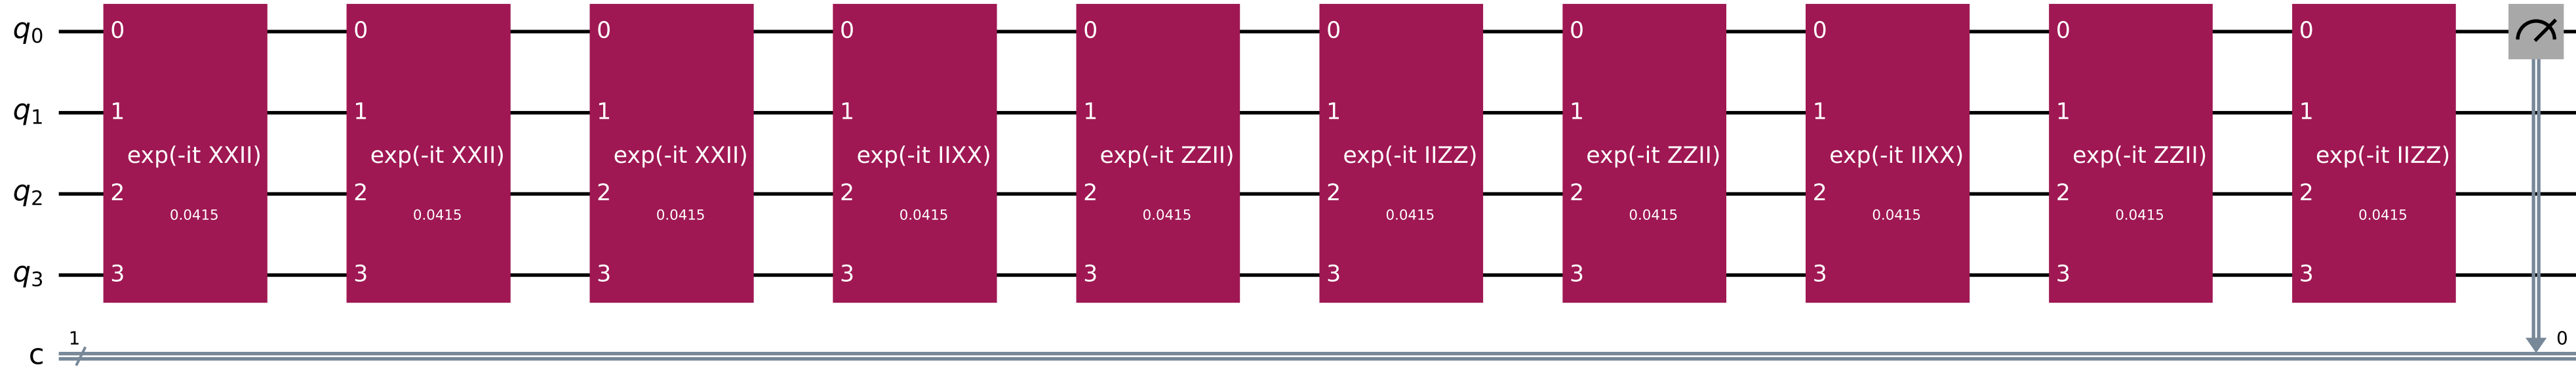 q0 0 0 0 0 0 0 0 0 0 0
q1 1 1 1 1 1 1 1 1 1 1
exp(-it XXII) exp(-it XXII) exp(-it XXII) exp(-it IIXX) exp(-it ZZII) exp(-it IIZZ) exp(-it ZZII) exp(-it IIXX) exp(-it ZZII) exp(-it IIZZ)
q2 2 2 2 2 2 2 2 2 2 2
0.0415 0.0415 0.0415 0.0415 0.0415 0.0415 0.0415 0.0415 0.0415 0.0415
q3 3 3 3 3 3 3 3 3 3 3
1 0
c